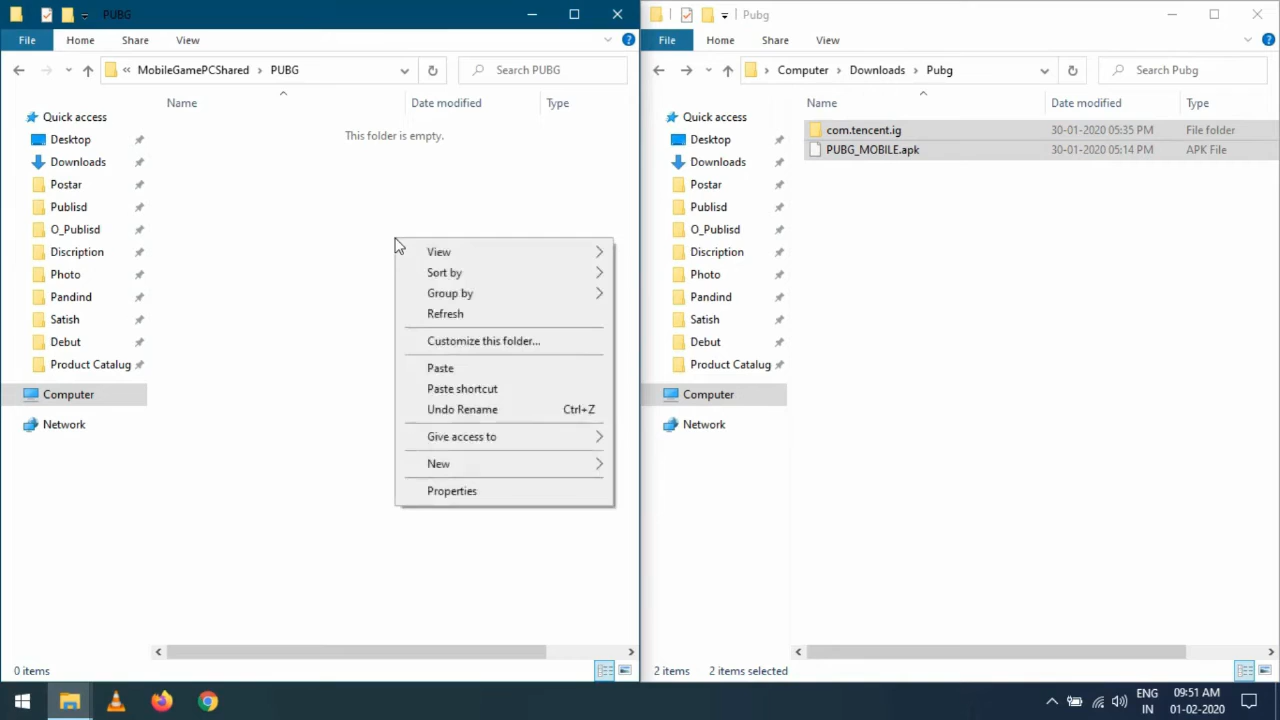 PUBG
File Home Share View
« MobileGamePCShared > PUBG
Search PUBG
Name Date modified Type
This folder is empty.
Quick access
Desktop
Downloads
Postar
Publisd
O_Publisd
Discription
Photo
Pandind
Satish
Debut
Product Catalug
Computer
Network
View
Sort by
Group by
Refresh
Customize this folder...
Paste
Paste shortcut
Undo Rename Ctrl+Z
Give access to
New
Properties
0 items
Pubg
File Home Share View
Computer > Downloads > Pubg
Search Pubg
Name Date modified Type
Quick access
Desktop
Downloads
Postar
Publisd
O_Publisd
Discription
Photo
Pandind
Satish
Debut
Product Catalug
Computer
Network
com.tencent.ig 30-01-2020 05:35 PM File folder
PUBG_MOBILE.apk 30-01-2020 05:14 PM APK File
2 items 2 items selected
ENG
IN
09:51 AM
01-02-2020